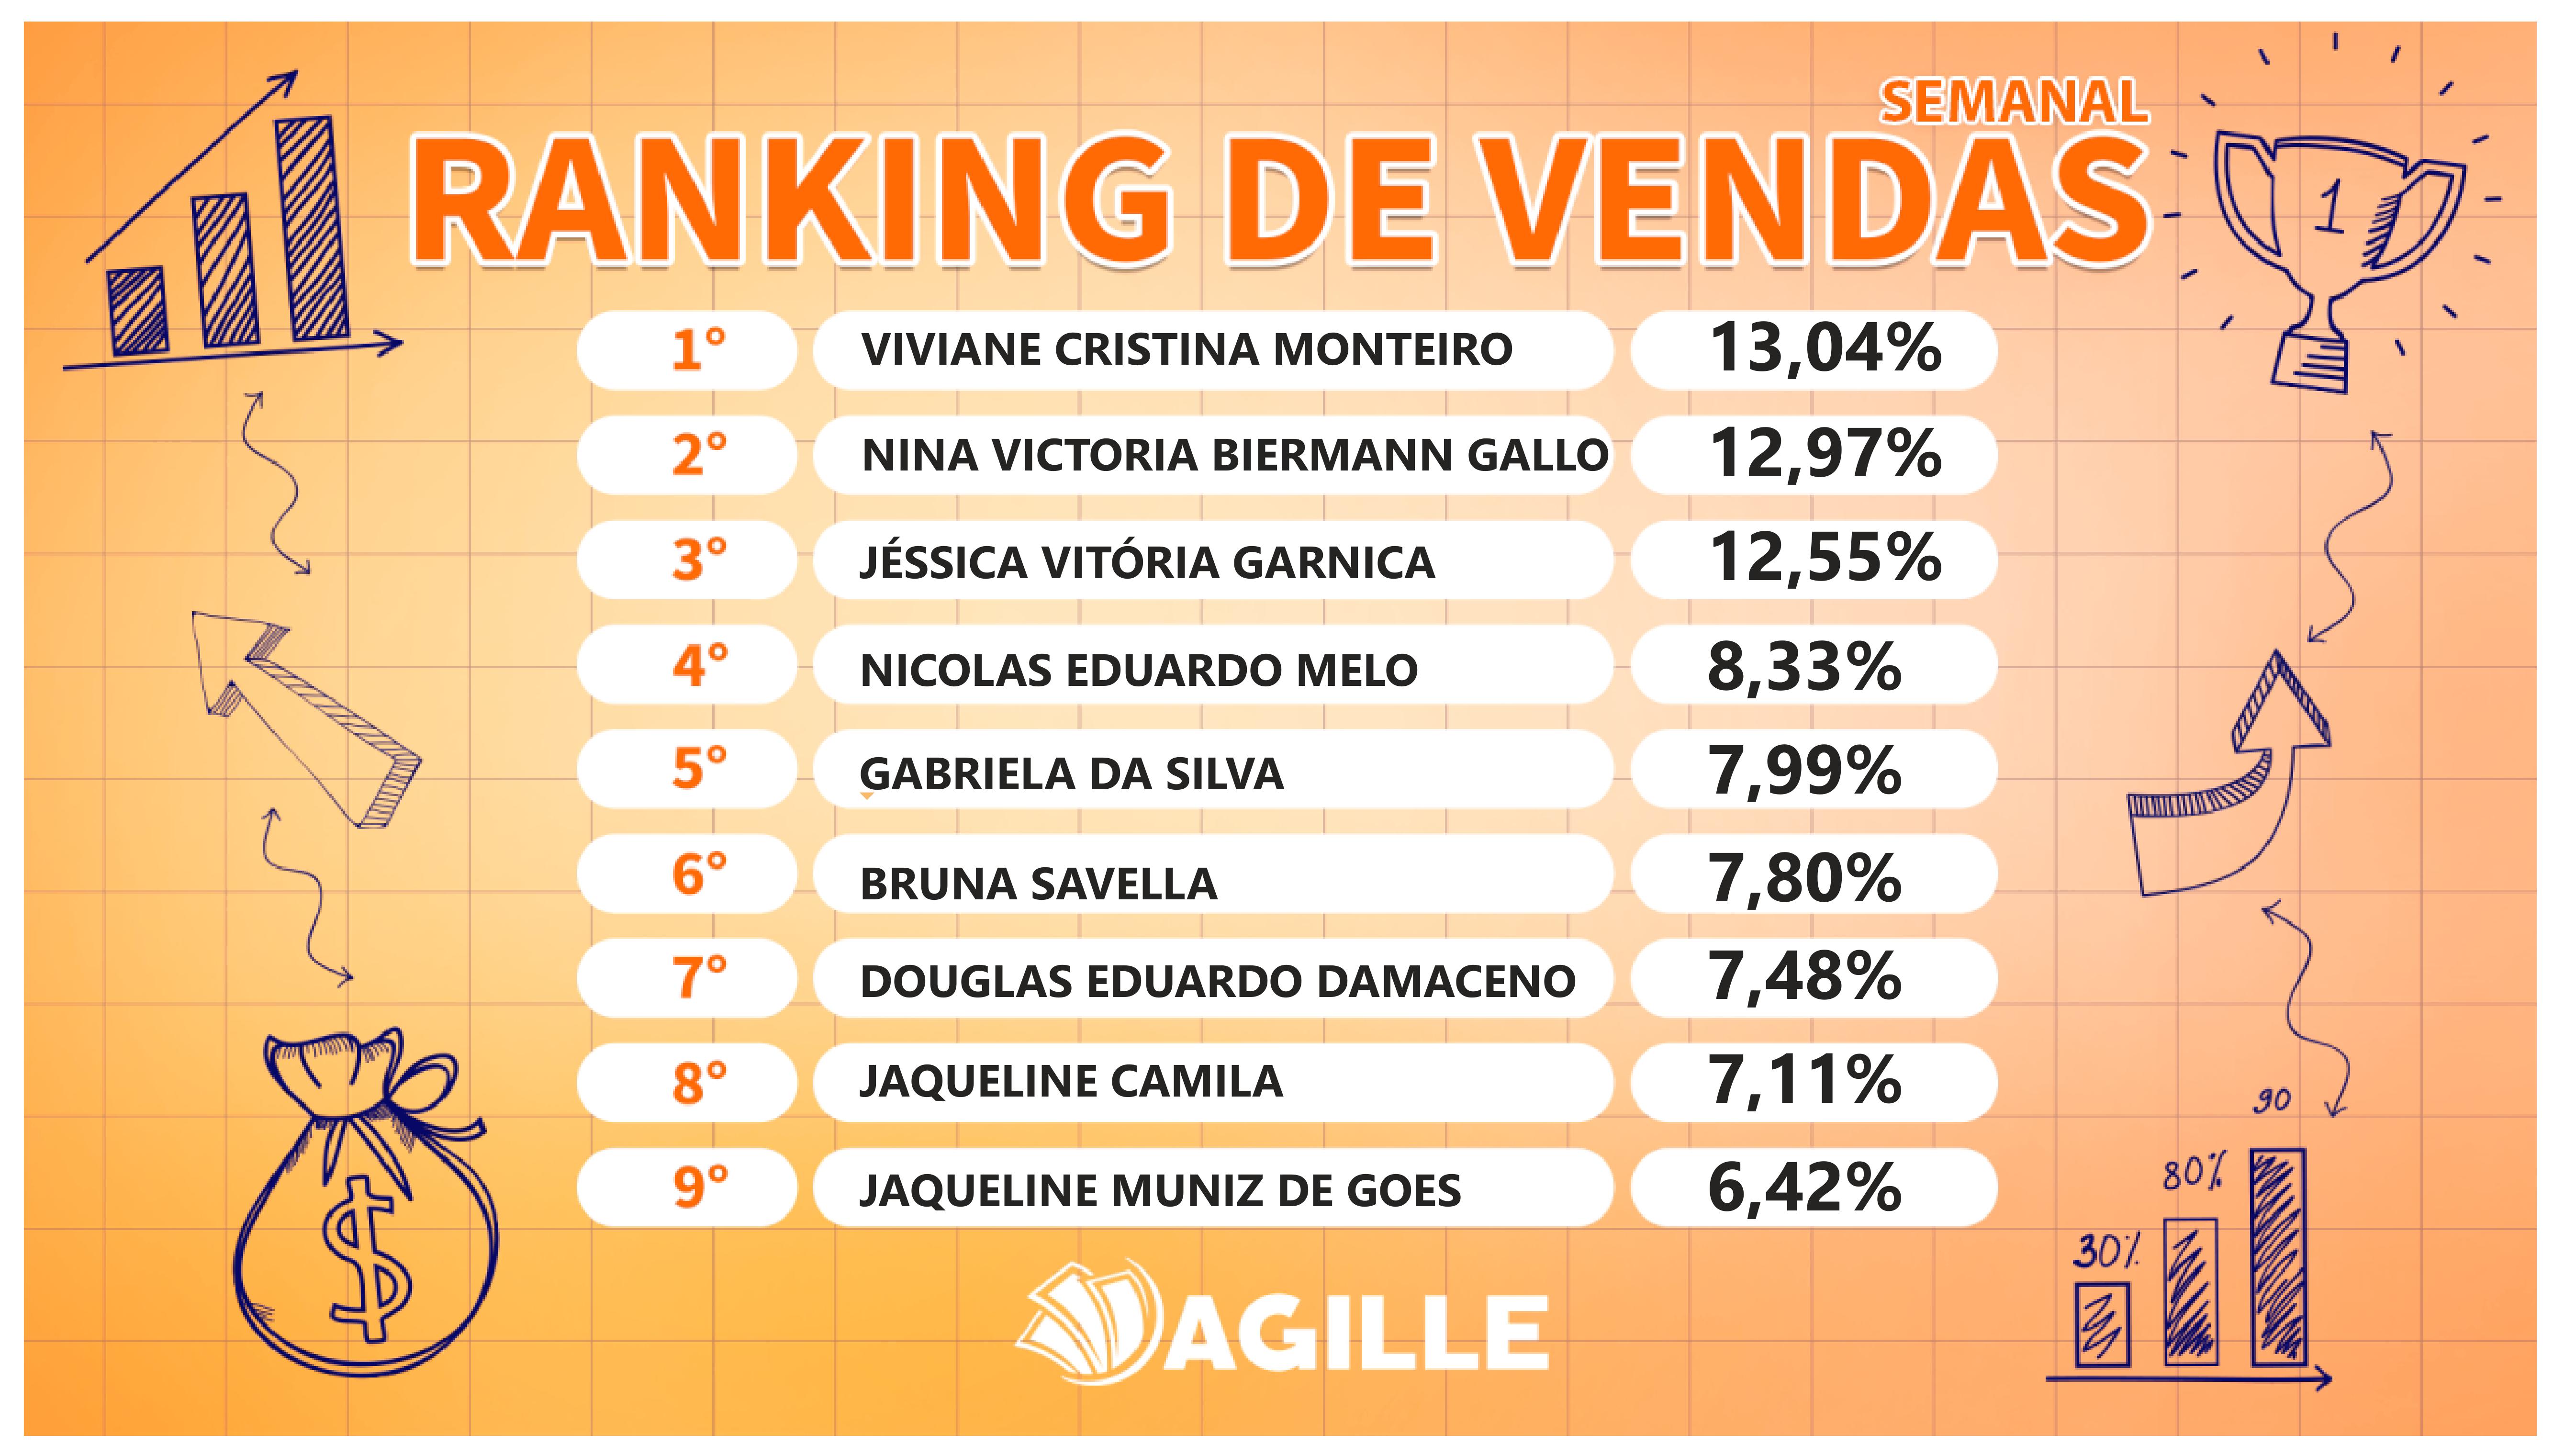 SEMANAL
RANKING DE VENDAS
1
1° VIVIANE CRISTINA MONTEIRO 13,04%
2° NINA VICTORIA BIERMANN GALLO 12,97%
3° JÉSSICA VITÓRIA GARNICA 12,55%
4° NICOLAS EDUARDO MELO 8,33%
5° GABRIELA DA SILVA 7,99%
6° BRUNA SAVELLA 7,80%
7° DOUGLAS EDUARDO DAMACENO 7,48%
8° JAQUELINE CAMILA 7,11%
9° JAQUELINE MUNIZ DE GOES 6,42%
$
30%
80%
90
AGILLE